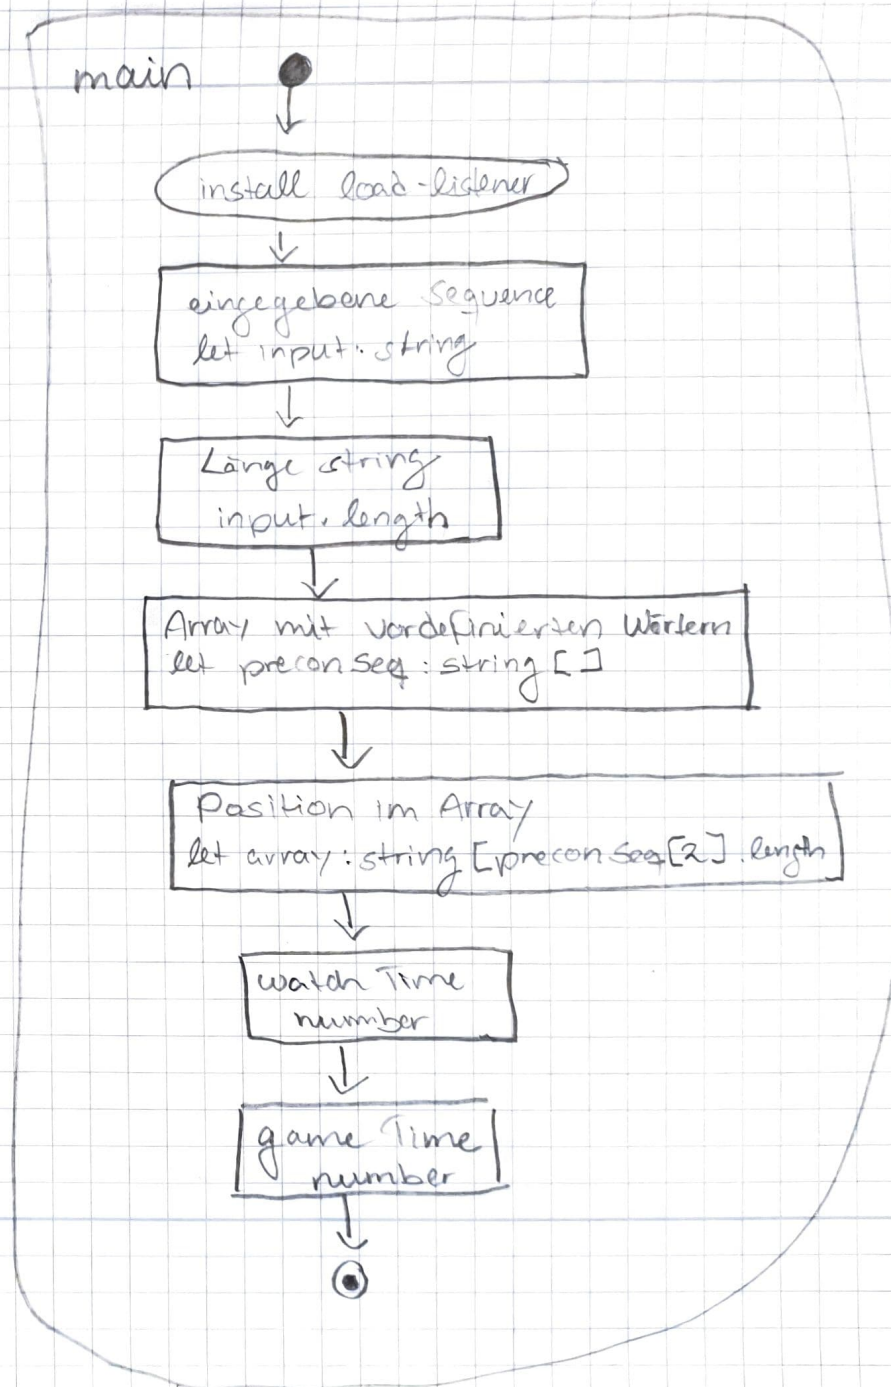 main
install load-listener
eingegebene Sequence
let input: string
Länge string
input.length
Array mit vordefinierten Wörtern
let preconSeq: string[]
Position im Array
let array: string[preconSeq[2].length
watch Time
number
game Time
number